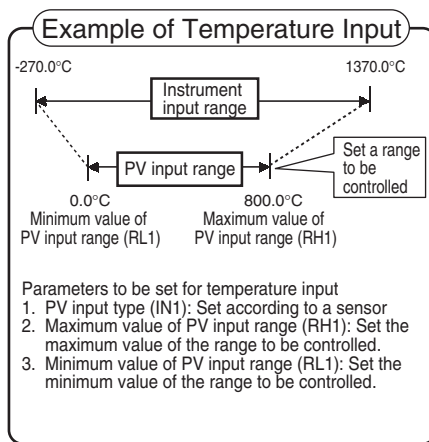 Example of Temperature Input
-270.0°C
1370.0°C
Instrument
input range
PV input range
Set a range
to be
controlled
0.0°C
Minimum value of
PV input range (RL1)
800.0°C
Maximum value of
PV input range (RH1)
Parameters to be set for temperature input
1. PV input type (IN1): Set according to a sensor
2. Maximum value of PV input range (RH1): Set the
maximum value of the range to be controlled.
3. Minimum value of PV input range (RL1): Set the
minimum value of the range to be controlled.